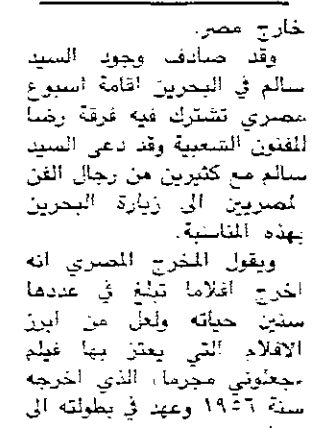 خارج مصر.
وقد صادف وجود السيد
سالم في البحرين اقامة اسبوع
مصري تشترك فيه فرقة رضا
للفنون الشعبية وقد دعى السيد
سالم مع كثيرين من رجال الفن
لمصريين الى زيارة البحرين
بهذه المناسبة.
ويقول المخرج المصري انه
اخرج افلاما تبلغ في عددها
سنين حياته ولعل من ابرز
الافلام التي يعتز بها فيلم
«جعلوني مجرما» الذي اخرجه
سنة ١٩٥٦ وعهد في بطولته الى